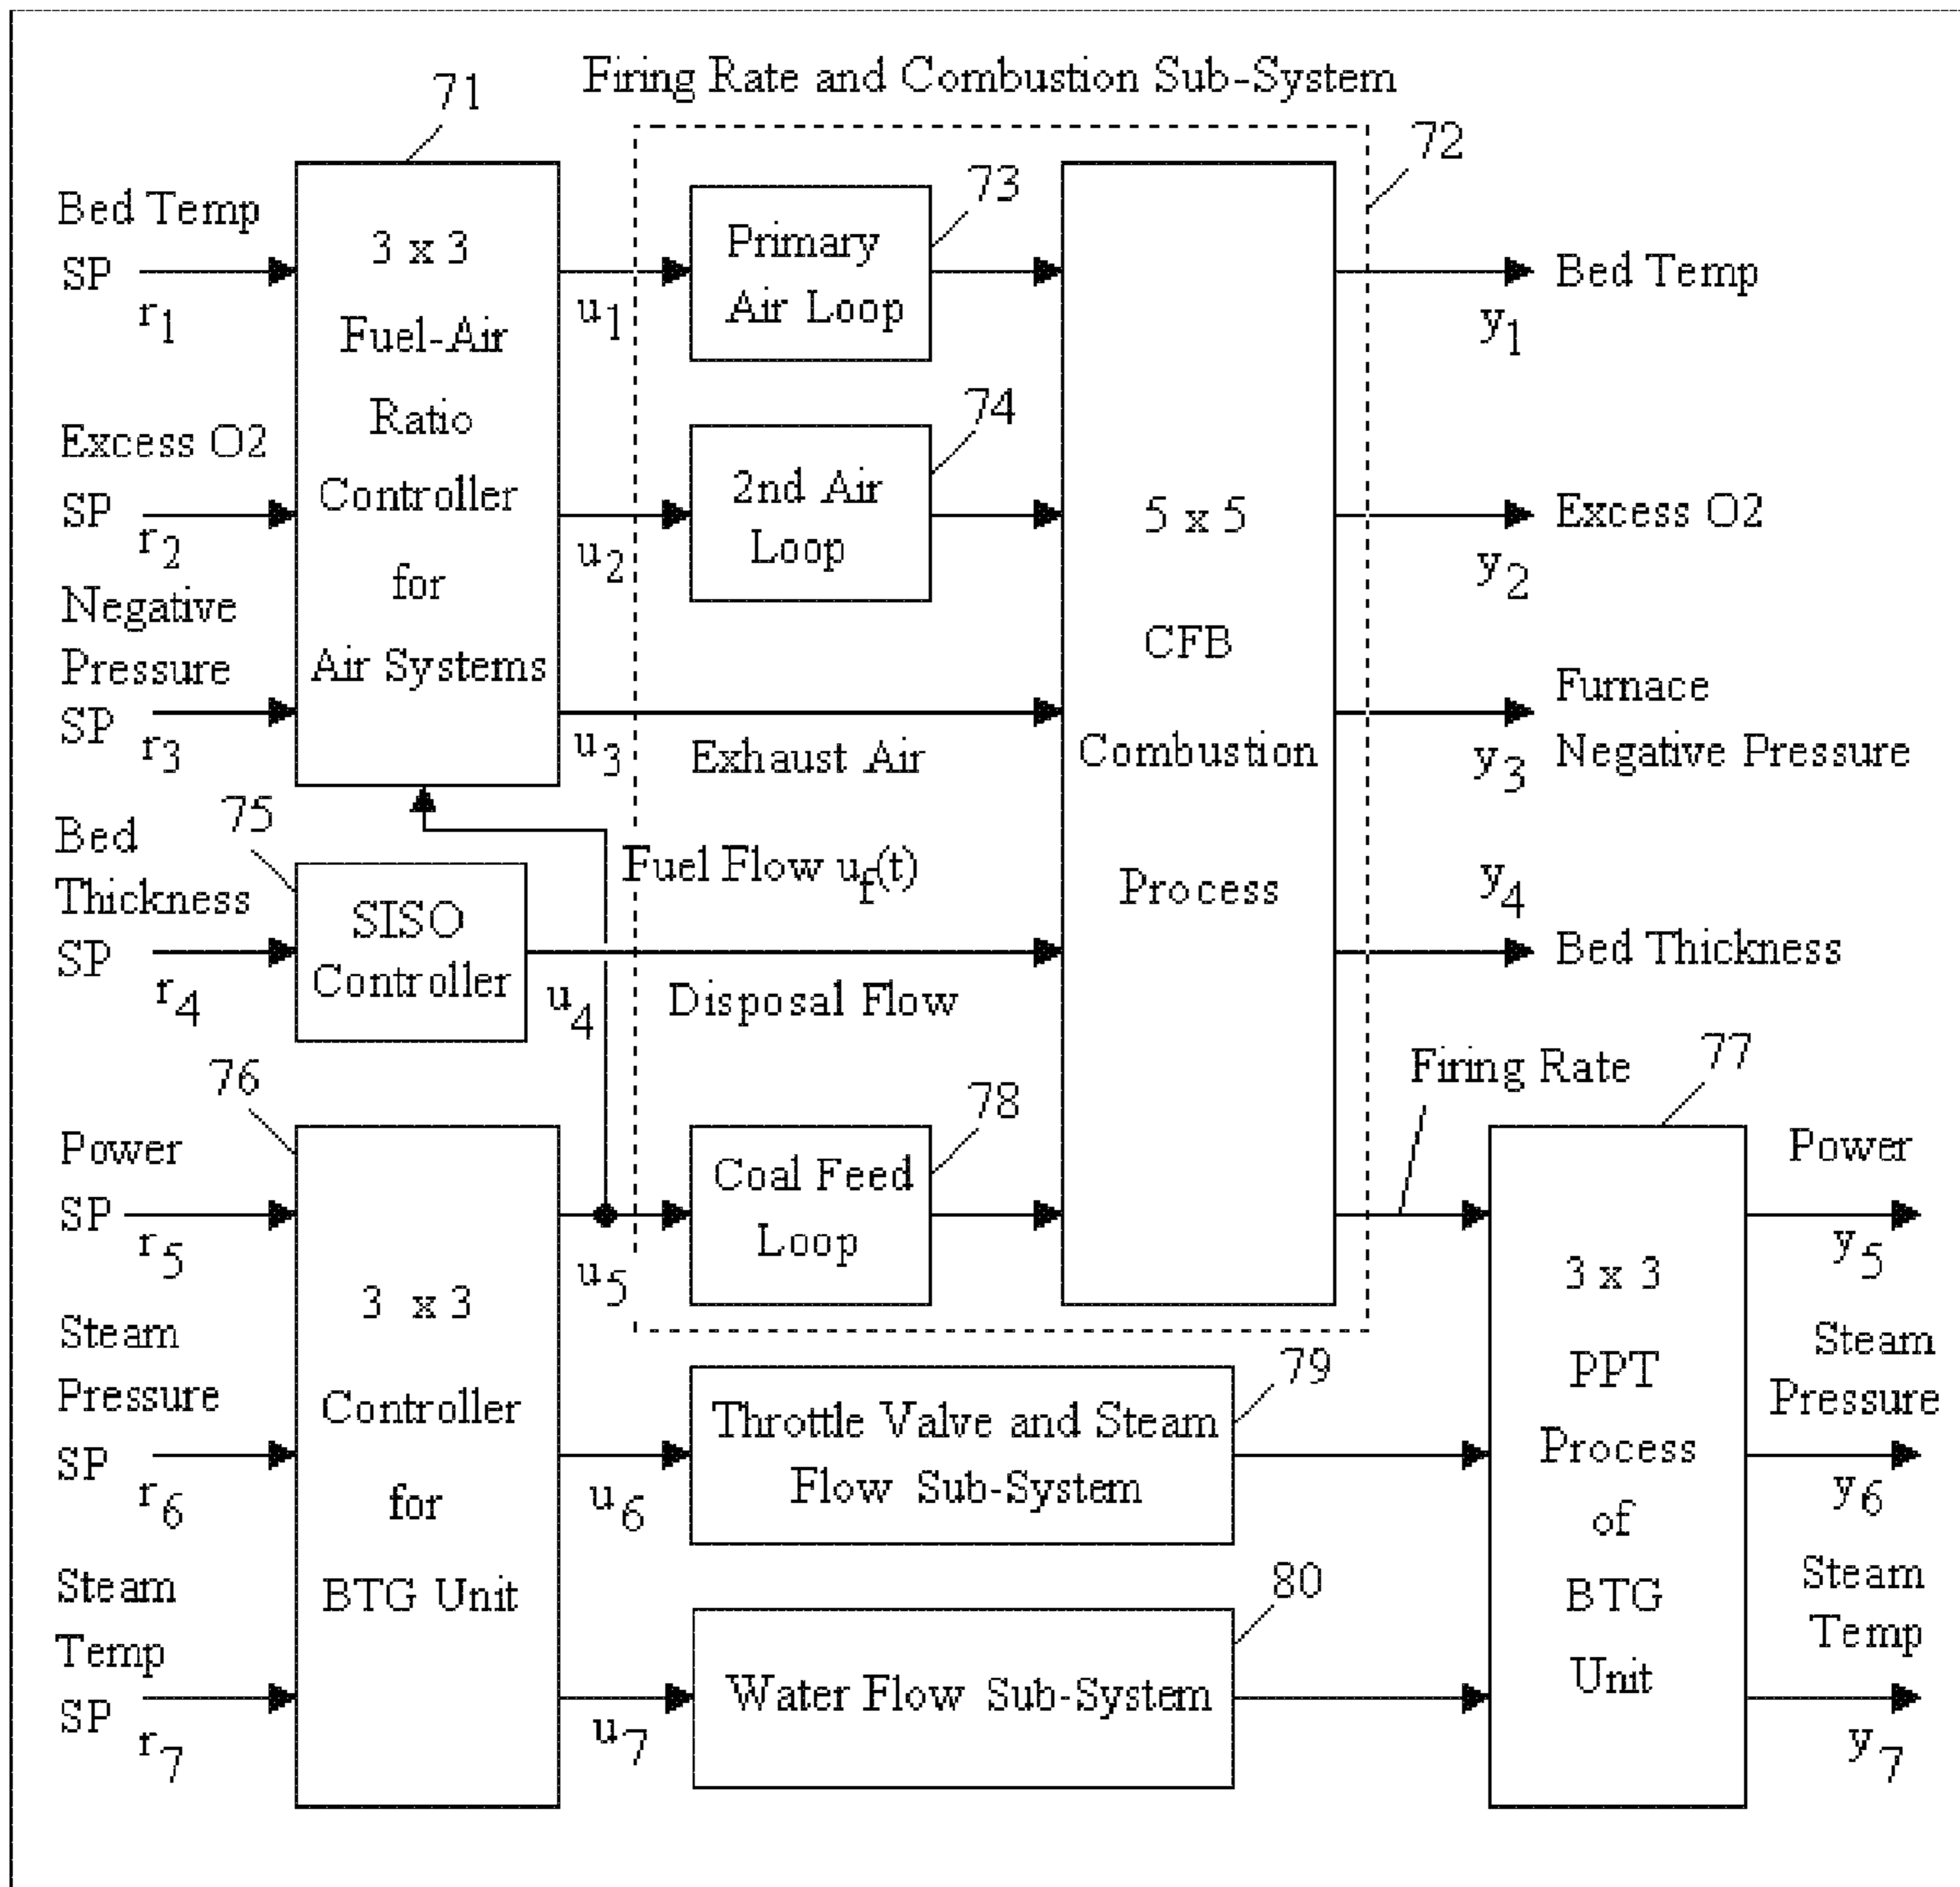 Firing Rate and Combustion Sub-System
71
72
73
74
75
76
77
78
79
80
Bed Temp
SP
r1
Excess O2
SP
r2
Negative
Pressure
SP
r3
Bed
Thickness
SP
r4
Power
SP
r5
Steam
Pressure
SP
r6
Steam
Temp
SP
r7
3 x 3
Fuel-Air
Ratio
Controller
for
Air Systems
SISO
Controller
3 x 3
Controller
for
BTG Unit
u1
u2
u3
u4
u5
u6
u7
Primary
Air Loop
2nd Air
Loop
Exhaust Air
Fuel Flow uf(t)
Disposal Flow
Coal Feed
Loop
Throttle Valve and Steam
Flow Sub-System
Water Flow Sub-System
5 x 5
CFB
Combustion
Process
Firing Rate
3 x 3
PPT
Process
of
BTG
Unit
Bed Temp
y1
Excess O2
y2
Furnace
Negative Pressure
y3
y4
Bed Thickness
Power
y5
Steam
Pressure
y6
Steam
Temp
y7